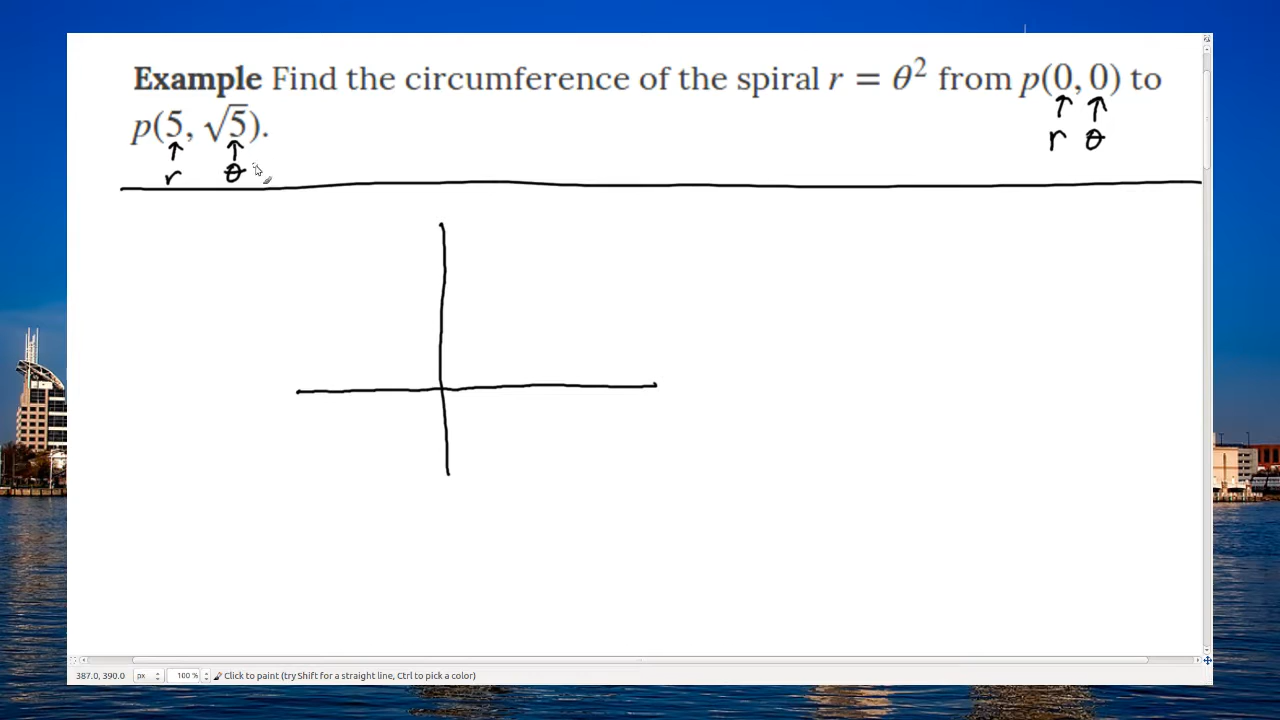 Example Find the circumference of the spiral r = θ² from p(0, 0) to
p(5, √5).
↑ ↑
r θ
↑ ↑
r θ
387.0, 390.0 px 100 % Click to paint (try Shift for a straight line, Ctrl to pick a color)